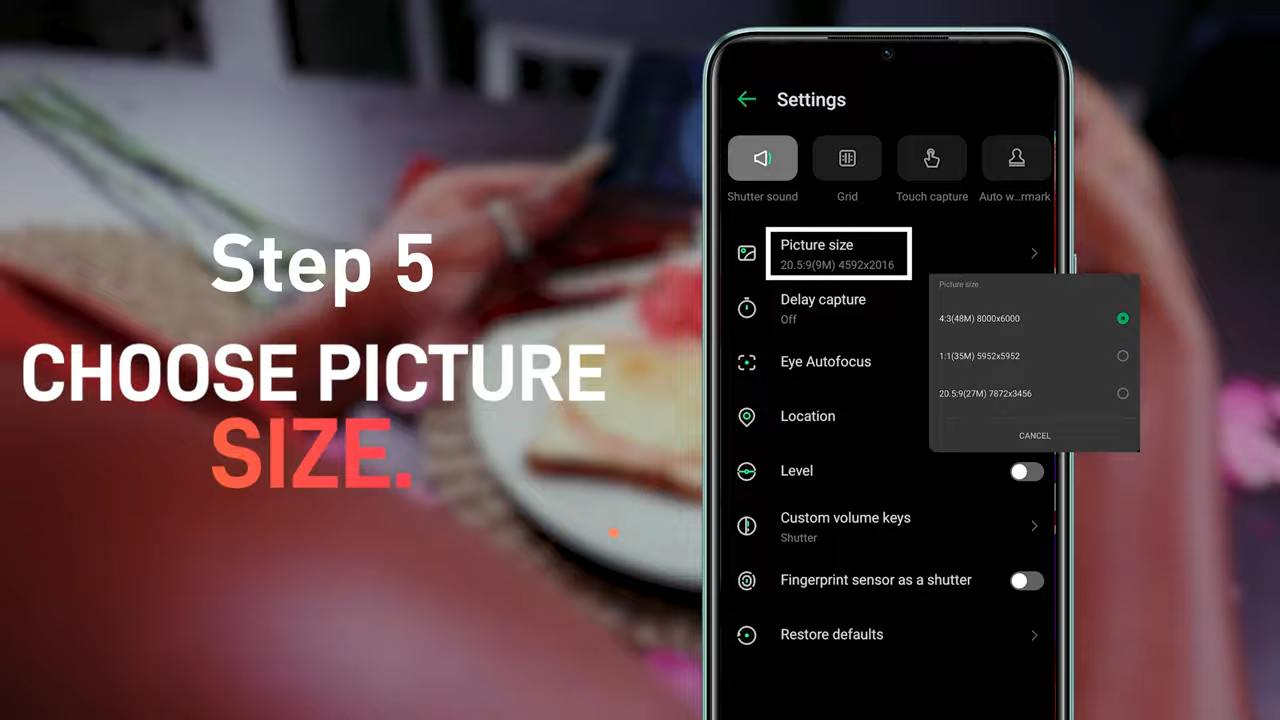 Step 5
CHOOSE PICTURE
SIZE.
Settings
Shutter sound
Grid
Touch capture
Auto w...rmark
Picture size
20.5:9(9M) 4592x2016
Delay capture
Off
Eye Autofocus
Location
Level
Custom volume keys
Shutter
Fingerprint sensor as a shutter
Restore defaults
Picture size
4:3(48M) 8000x6000
1:1(35M) 5952x5952
20.5:9(27M) 7872x3456
CANCEL